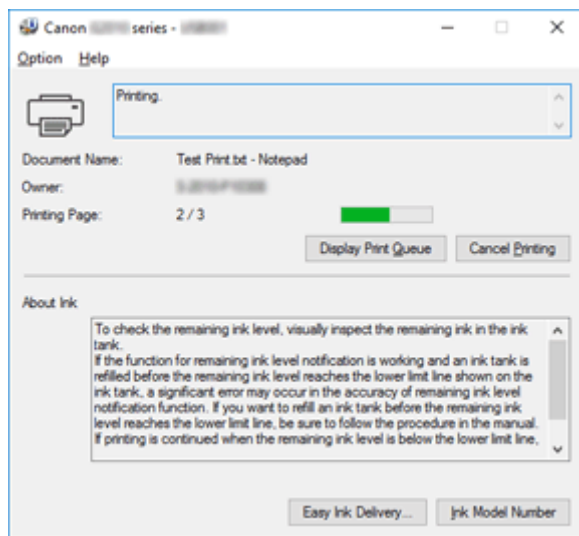 Canon series -
Option Help
Printing.
Document Name: Test Print.txt - Notepad
Owner:
Printing Page: 2 / 3
Display Print Queue Cancel Printing
About Ink
To check the remaining ink level, visually inspect the remaining ink in the ink
tank.
If the function for remaining ink level notification is working and an ink tank is
refilled before the remaining ink level reaches the lower limit line shown on the
ink tank, a significant error may occur in the accuracy of remaining ink level
notification function. If you want to refill an ink tank before the remaining ink
level reaches the lower limit line, be sure to follow the procedure in the manual.
If printing is continued when the remaining ink level is below the lower limit line,
Easy Ink Delivery... Ink Model Number